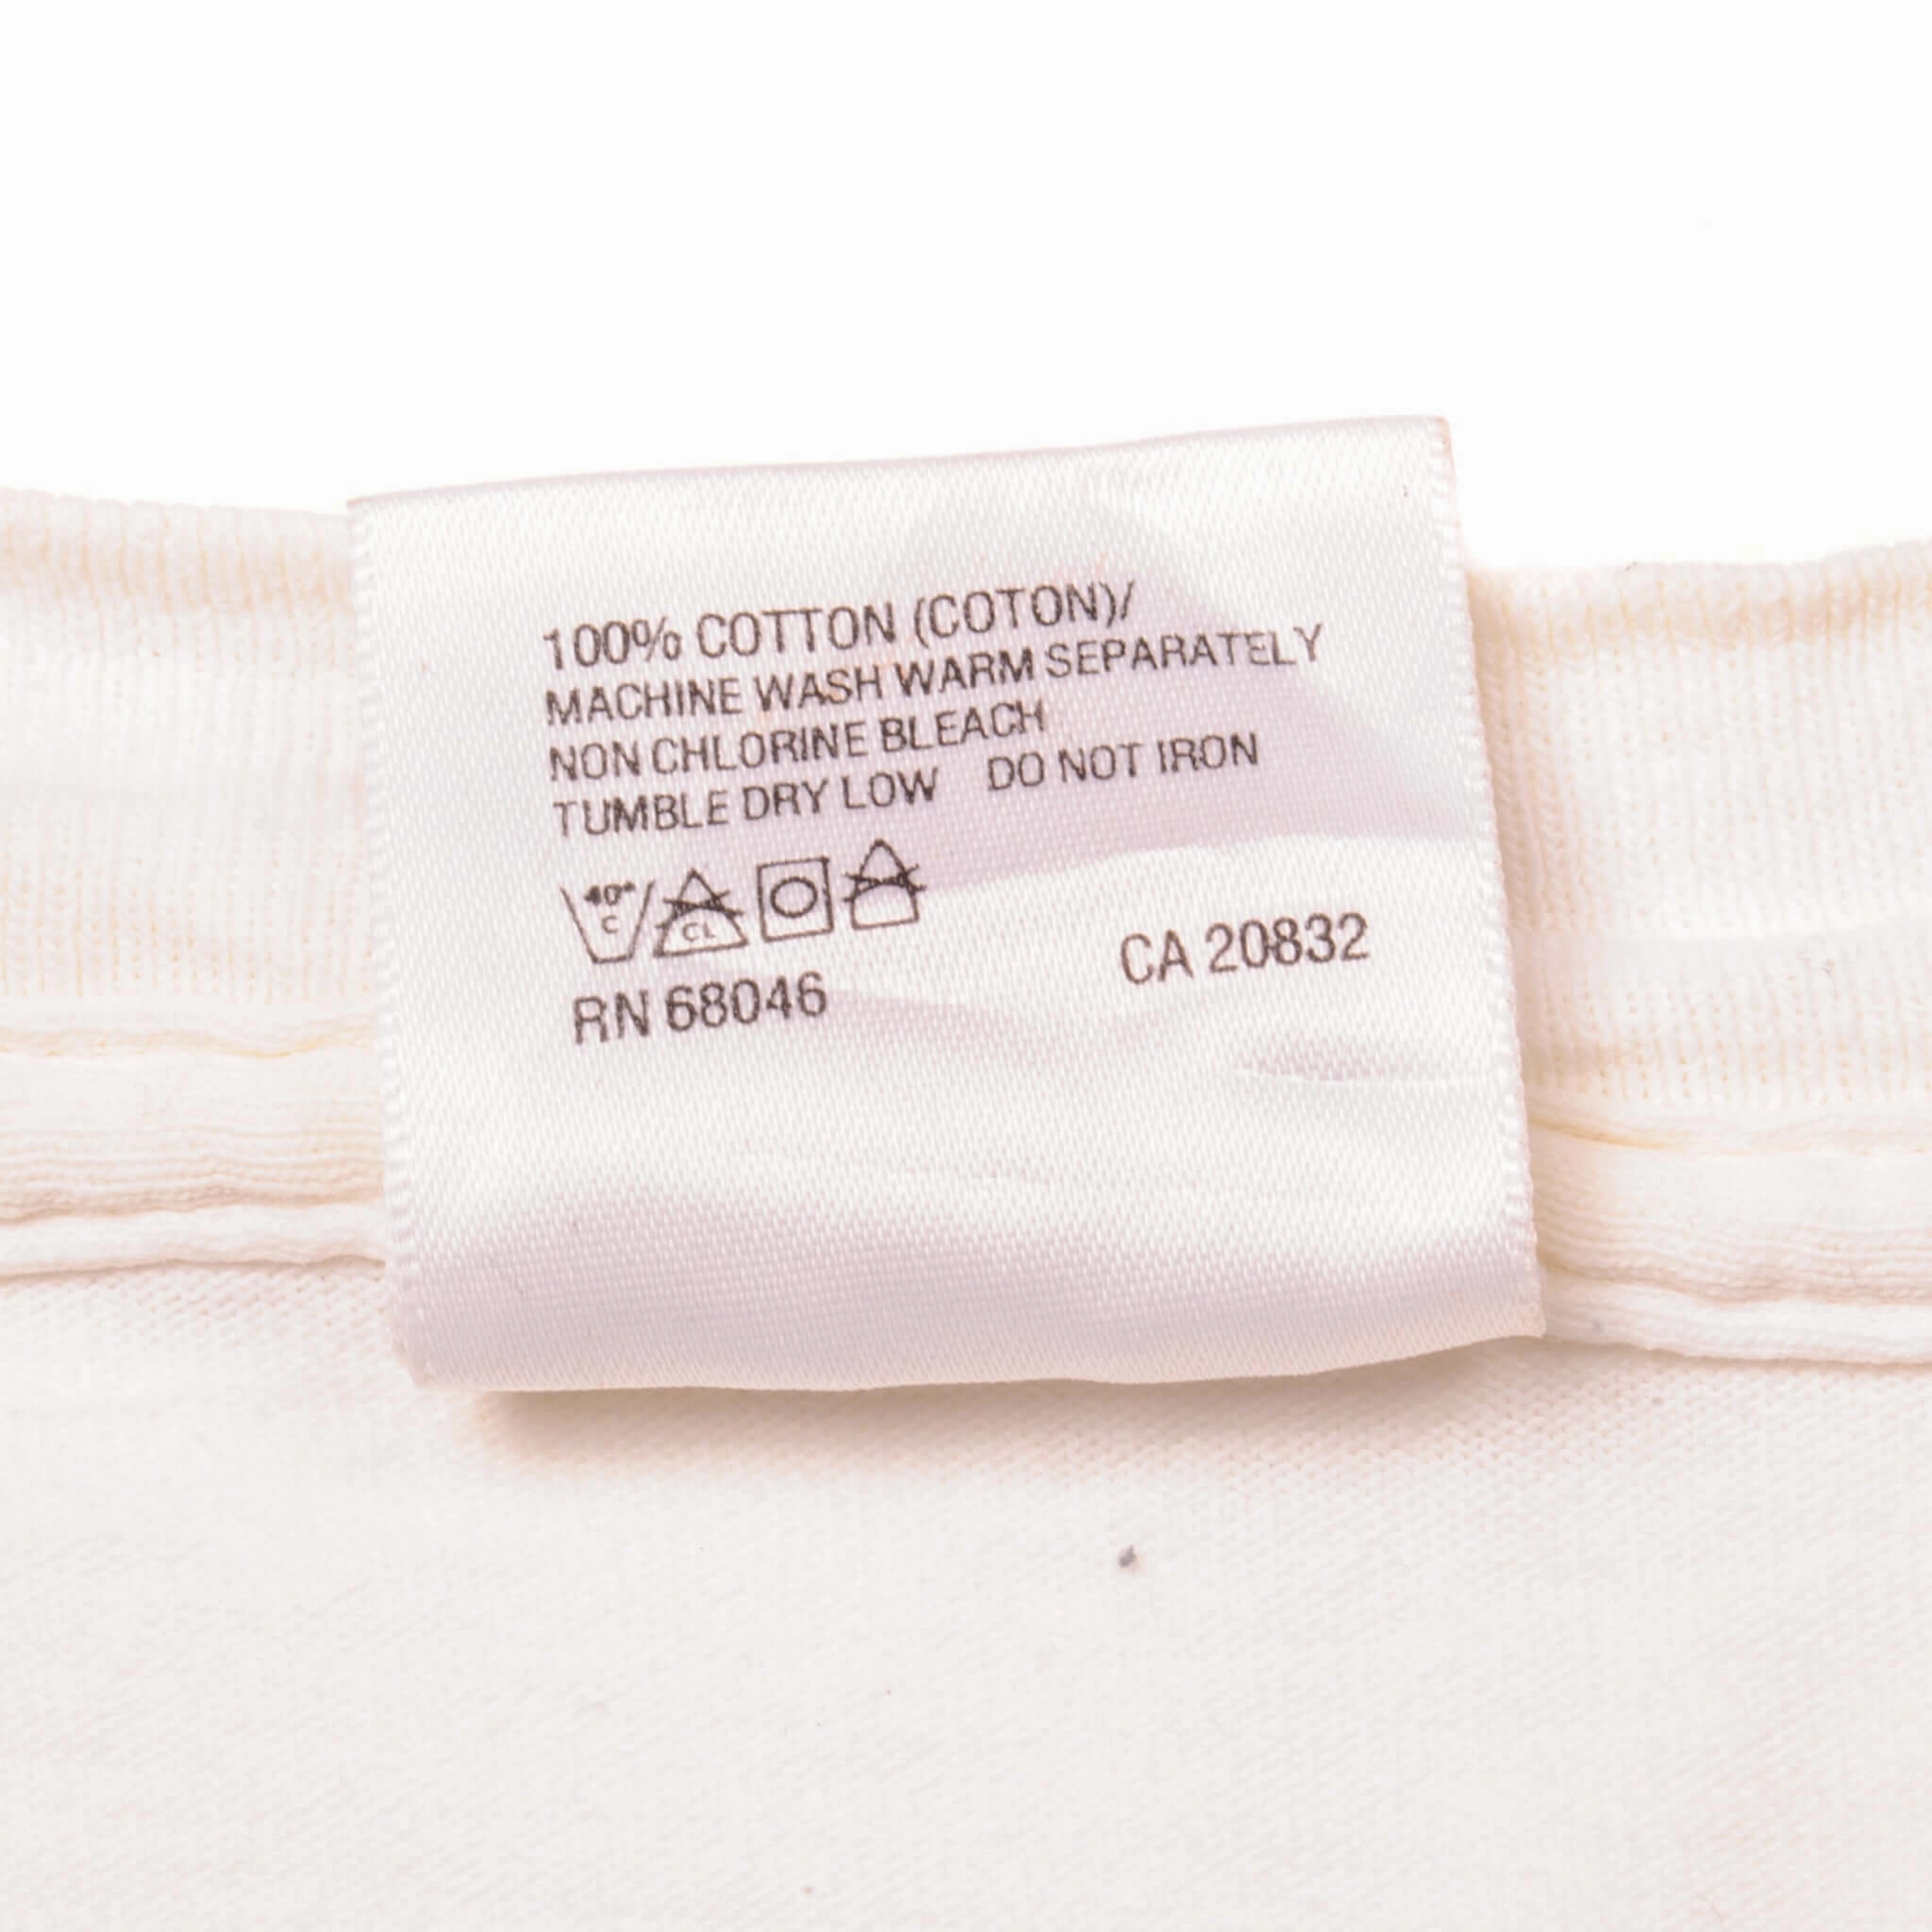 100% COTTON (COTON)/
MACHINE WASH WARM SEPARATELY
NON CHLORINE BLEACH
TUMBLE DRY LOW DO NOT IRON
40° C CL
RN 68046 CA 20832